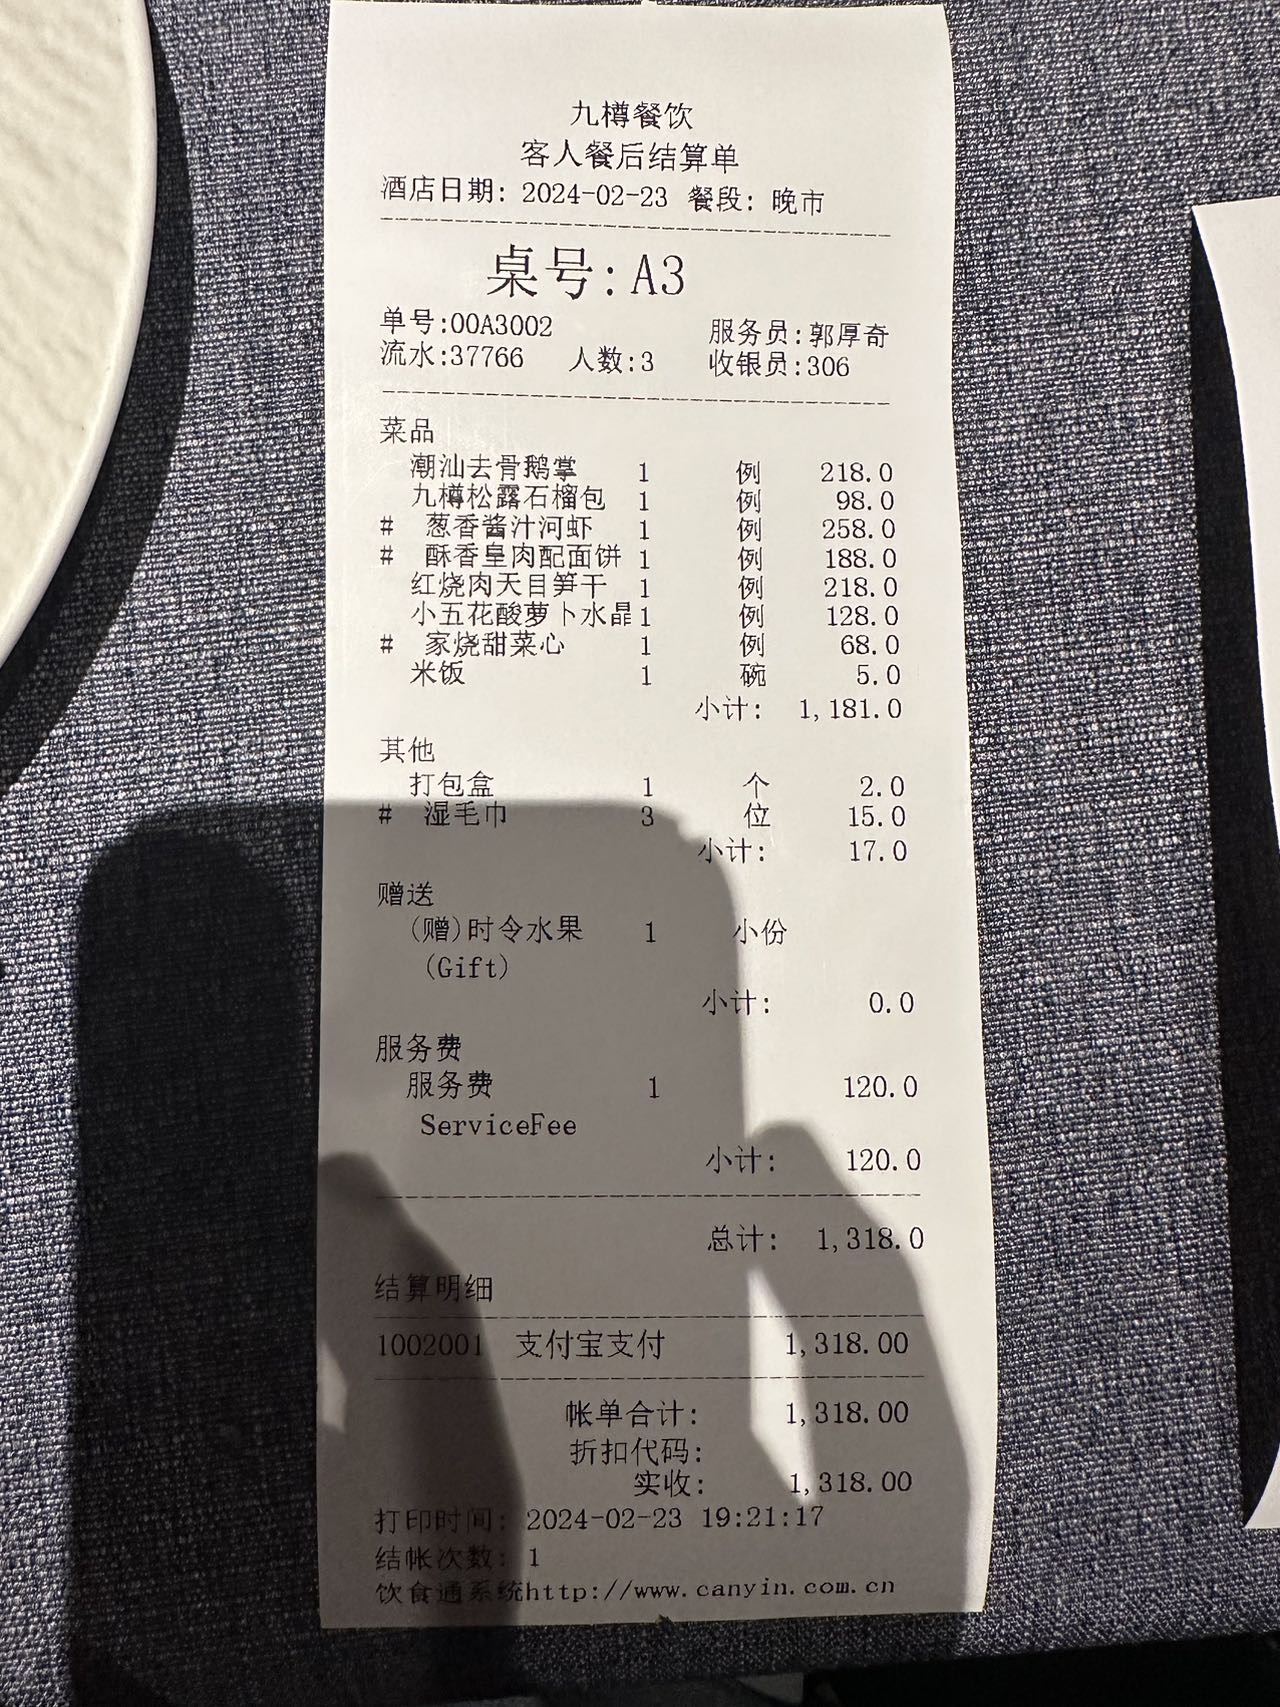 九樽餐饮
客人餐后结算单
酒店日期: 2024-02-23 餐段: 晚市
桌号:A3
单号:00A3002 服务员:郭厚奇
流水:37766 人数:3 收银员:306
菜品
潮汕去骨鹅掌 1 例 218.0
九樽松露石榴包 1 例 98.0
# 葱香酱汁河虾 1 例 258.0
# 酥香皇肉配面饼 1 例 188.0
红烧肉天目笋干 1 例 218.0
小五花酸萝卜水晶 1 例 128.0
# 家烧甜菜心 1 例 68.0
米饭 1 碗 5.0
小计: 1,181.0
其他
打包盒 1 个 2.0
# 湿毛巾 3 位 15.0
小计: 17.0
赠送
(赠)时令水果 1 小份
(Gift)
小计: 0.0
服务费
服务费 1 120.0
ServiceFee
小计: 120.0
总计: 1,318.0
结算明细
1002001 支付宝支付 1,318.00
帐单合计: 1,318.00
折扣代码:
实收: 1,318.00
打印时间: 2024-02-23 19:21:17
结帐次数: 1
饮食通系统http://www.canyin.com.cn